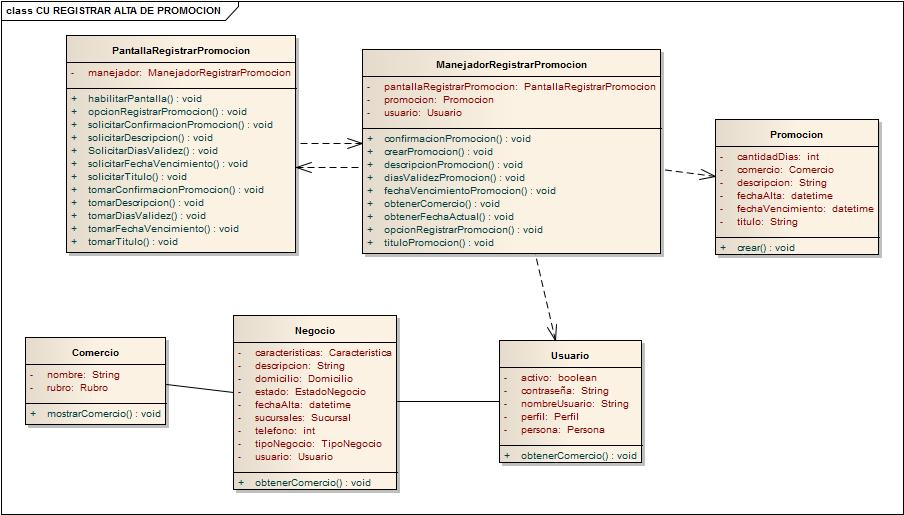 class CU REGISTRAR ALTA DE PROMOCION
PantallaRegistrarPromocion
- manejador: ManejadorRegistrarPromocion
+ habilitarPantalla() : void
+ opcionRegistrarPromocion() : void
+ solicitarConfirmacionPromocion() : void
+ solicitarDescripcion() : void
+ SolicitarDiasValidez() : void
+ solicitarFechaVencimiento() : void
+ solicitarTitulo() : void
+ tomarConfirmacionPromocion() : void
+ tomarDescripcion() : void
+ tomarDiasValidez() : void
+ tomarFechaVencimiento() : void
+ tomarTitulo() : void
ManejadorRegistrarPromocion
- pantallaRegistrarPromocion: PantallaRegistrarPromocion
- promocion: Promocion
- usuario: Usuario
+ confirmacionPromocion() : void
+ crearPromocion() : void
+ descripcionPromocion() : void
+ diasValidezPromocion() : void
+ fechaVencimientoPromocion() : void
+ obtenerComercio() : void
+ obtenerFechaActual() : void
+ opcionRegistrarPromocion() : void
+ tituloPromocion() : void
Promocion
- cantidadDias: int
- comercio: Comercio
- descripcion: String
- fechaAlta: datetime
- fechaVencimiento: datetime
- titulo: String
+ crear() : void
Comercio
- nombre: String
- rubro: Rubro
+ mostrarComercio() : void
Negocio
- caracteristicas: Caracteristica
- descripcion: String
- domicilio: Domicilio
- estado: EstadoNegocio
- fechaAlta: datetime
- sucursales: Sucursal
- telefono: int
- tipoNegocio: TipoNegocio
- usuario: Usuario
+ obtenerComercio() : void
Usuario
- activo: boolean
- contraseña: String
- nombreUsuario: String
- perfil: Perfil
- persona: Persona
+ obtenerComercio() : void